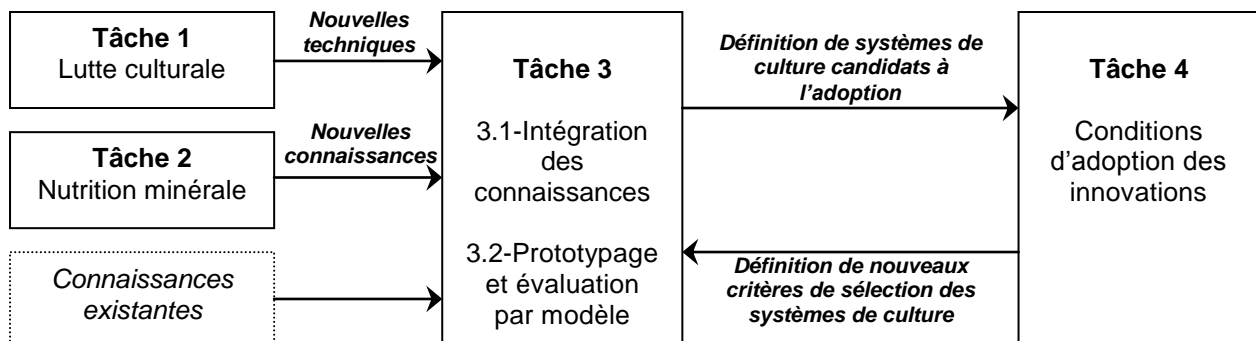 Tâche 1
Lutte culturale
Nouvelles
techniques
Tâche 2
Nutrition minérale
Nouvelles
connaissances
Connaissances
existantes
Tâche 3
3.1-Intégration
des
connaissances
3.2-Prototypage
et évaluation
par modèle
Définition de systèmes de
culture candidats à
l’adoption
Définition de nouveaux
critères de sélection des
systèmes de culture
Tâche 4
Conditions
d’adoption des
innovations